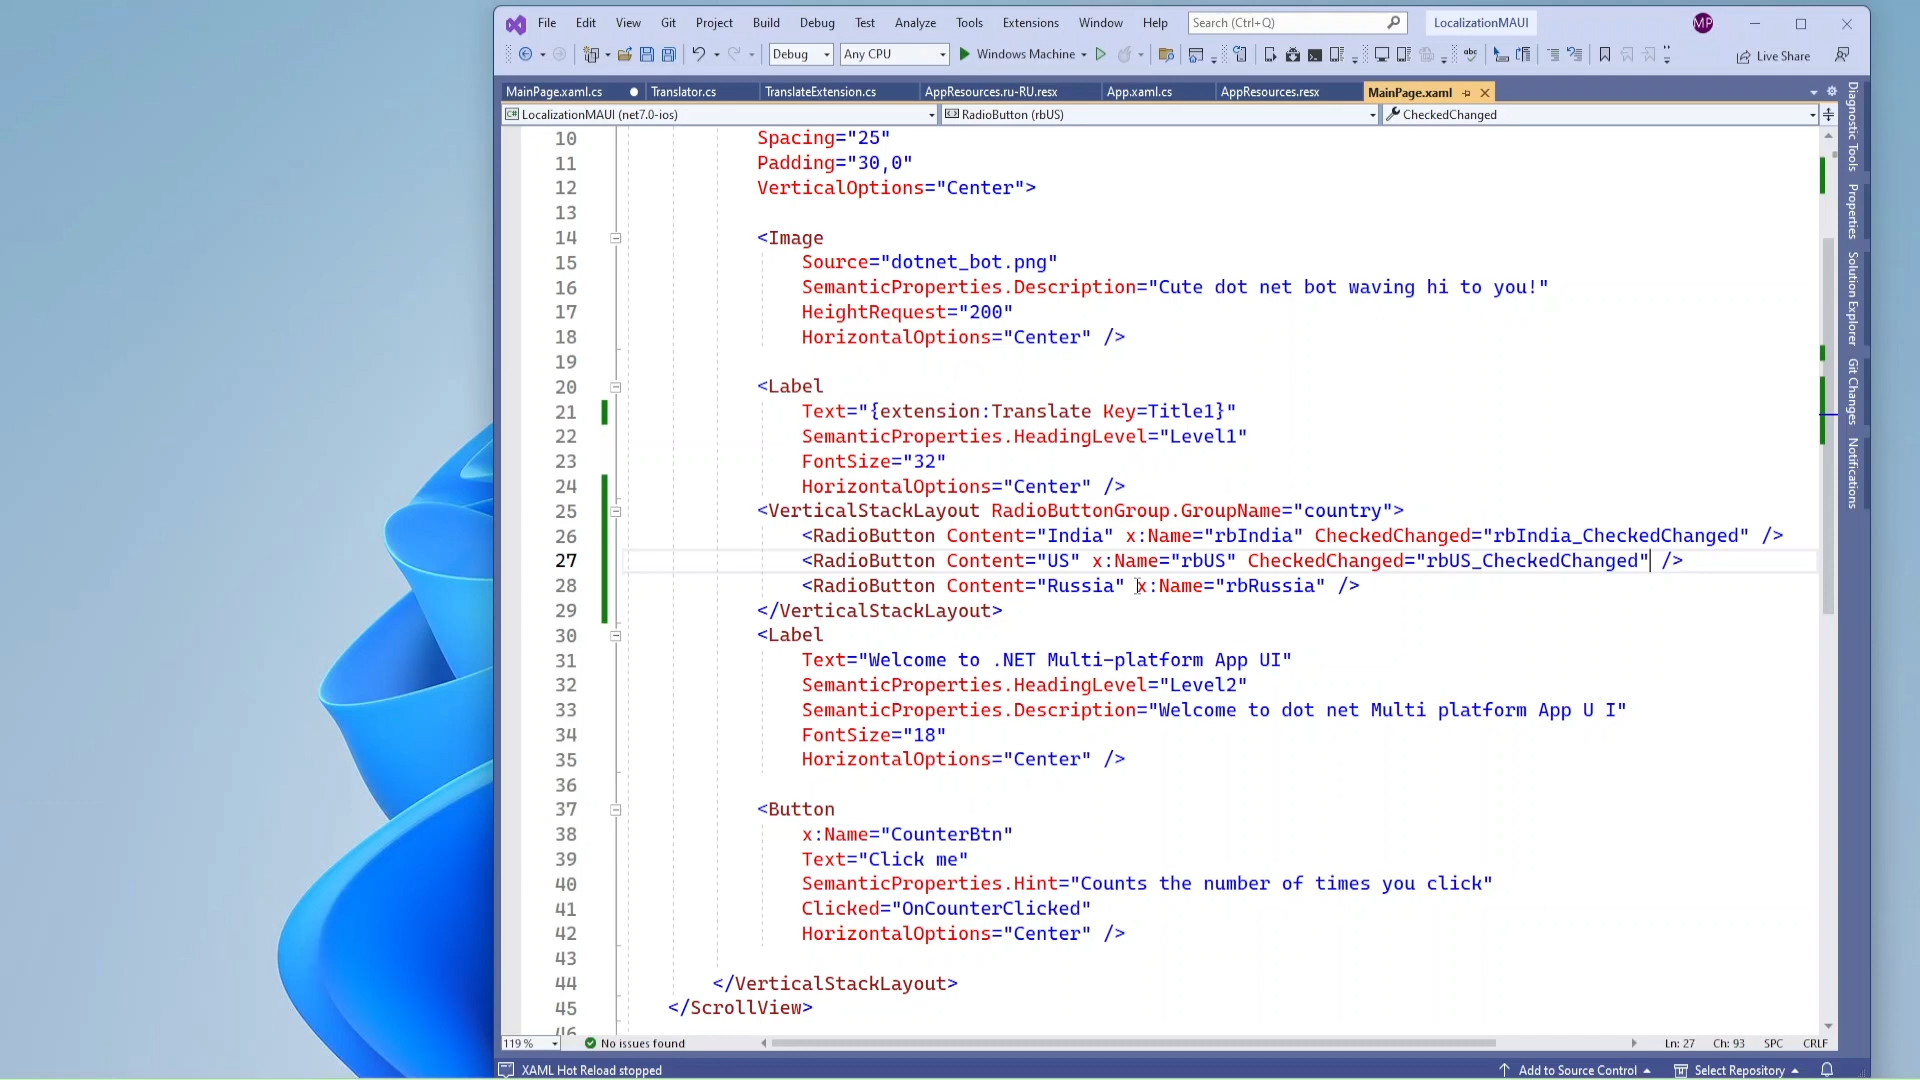 File Edit View Git Project Build Debug Test Analyze Tools Extensions Window Help Search (Ctrl+Q) LocalizationMAUI MP
Debug Any CPU Windows Machine Live Share
MainPage.xaml.cs Translator.cs TranslateExtension.cs AppResources.ru-RU.resx App.xaml.cs AppResources.resx MainPage.xaml
LocalizationMAUI (net7.0-ios) RadioButton (rbUS) CheckedChanged
10 Spacing="25"
11 Padding="30,0"
12 VerticalOptions="Center">
13
14 <Image
15 Source="dotnet_bot.png"
16 SemanticProperties.Description="Cute dot net bot waving hi to you!"
17 HeightRequest="200"
18 HorizontalOptions="Center" />
19
20 <Label
21 Text="{extension:Translate Key=Title1}"
22 SemanticProperties.HeadingLevel="Level1"
23 FontSize="32"
24 HorizontalOptions="Center" />
25 <VerticalStackLayout RadioButtonGroup.GroupName="country">
26 <RadioButton Content="India" x:Name="rbIndia" CheckedChanged="rbIndia_CheckedChanged" />
27 <RadioButton Content="US" x:Name="rbUS" CheckedChanged="rbUS_CheckedChanged" />
28 <RadioButton Content="Russia" x:Name="rbRussia" />
29 </VerticalStackLayout>
30 <Label
31 Text="Welcome to .NET Multi-platform App UI"
32 SemanticProperties.HeadingLevel="Level2"
33 SemanticProperties.Description="Welcome to dot net Multi platform App U I"
34 FontSize="18"
35 HorizontalOptions="Center" />
36
37 <Button
38 x:Name="CounterBtn"
39 Text="Click me"
40 SemanticProperties.Hint="Counts the number of times you click"
41 Clicked="OnCounterClicked"
42 HorizontalOptions="Center" />
43
44 </VerticalStackLayout>
45 </ScrollView>
46
119 % No issues found Ln: 27 Ch: 93 SPC CRLF
XAML Hot Reload stopped Add to Source Control Select Repository
Diagnostic Tools
Properties
Solution Explorer
Git Changes
Notifications